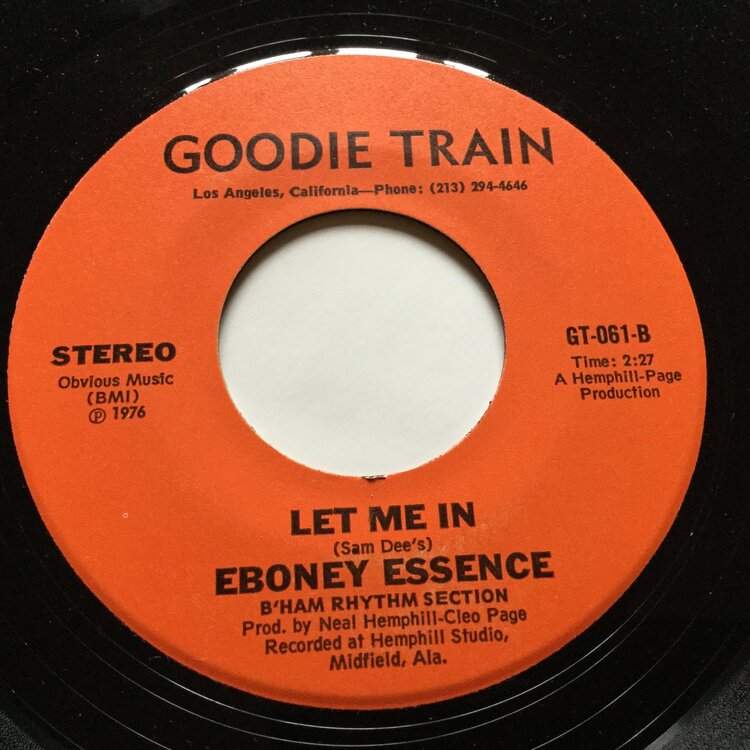 GOODIE TRAIN
Los Angeles, California—Phone: (213) 294-4646
STEREO
Obvious Music
(BMI)
℗ 1976
GT-061-B
Time: 2:27
A Hemphill-Page
Production
LET ME IN
(Sam Dee's)
EBONEY ESSENCE
B'HAM RHYTHM SECTION
Prod. by Neal Hemphill-Cleo Page
Recorded at Hemphill Studio,
Midfield, Ala.